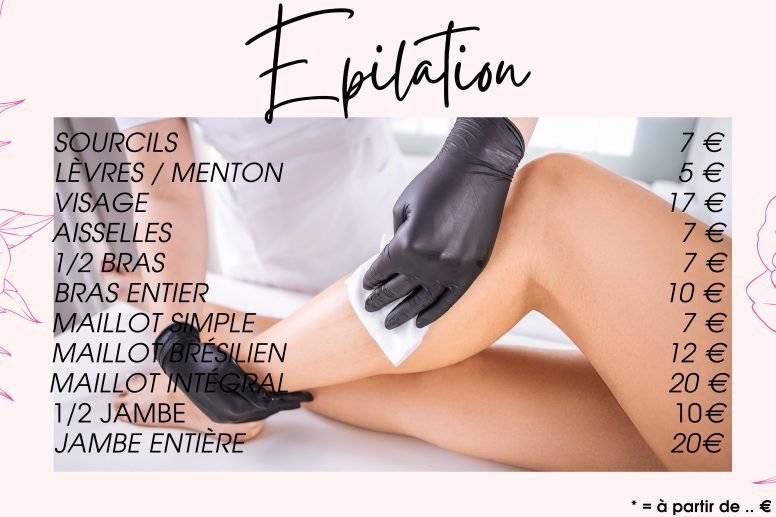 Epilation
SOURCILS 7 €
LÈVRES / MENTON 5 €
VISAGE 17 €
AISSELLES 7 €
1/2 BRAS 7 €
BRAS ENTIER 10 €
MAILLOT SIMPLE 7 €
MAILLOT BRÉSILIEN 12 €
MAILLOT INTÉGRAL 20 €
1/2 JAMBE 10€
JAMBE ENTIÈRE 20€
* = à partir de .. €